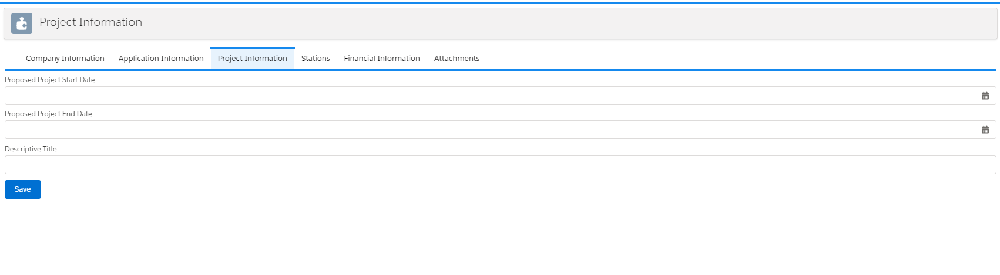 Project Information
Company Information Application Information Project Information Stations Financial Information Attachments
Proposed Project Start Date
Proposed Project End Date
Descriptive Title
Save